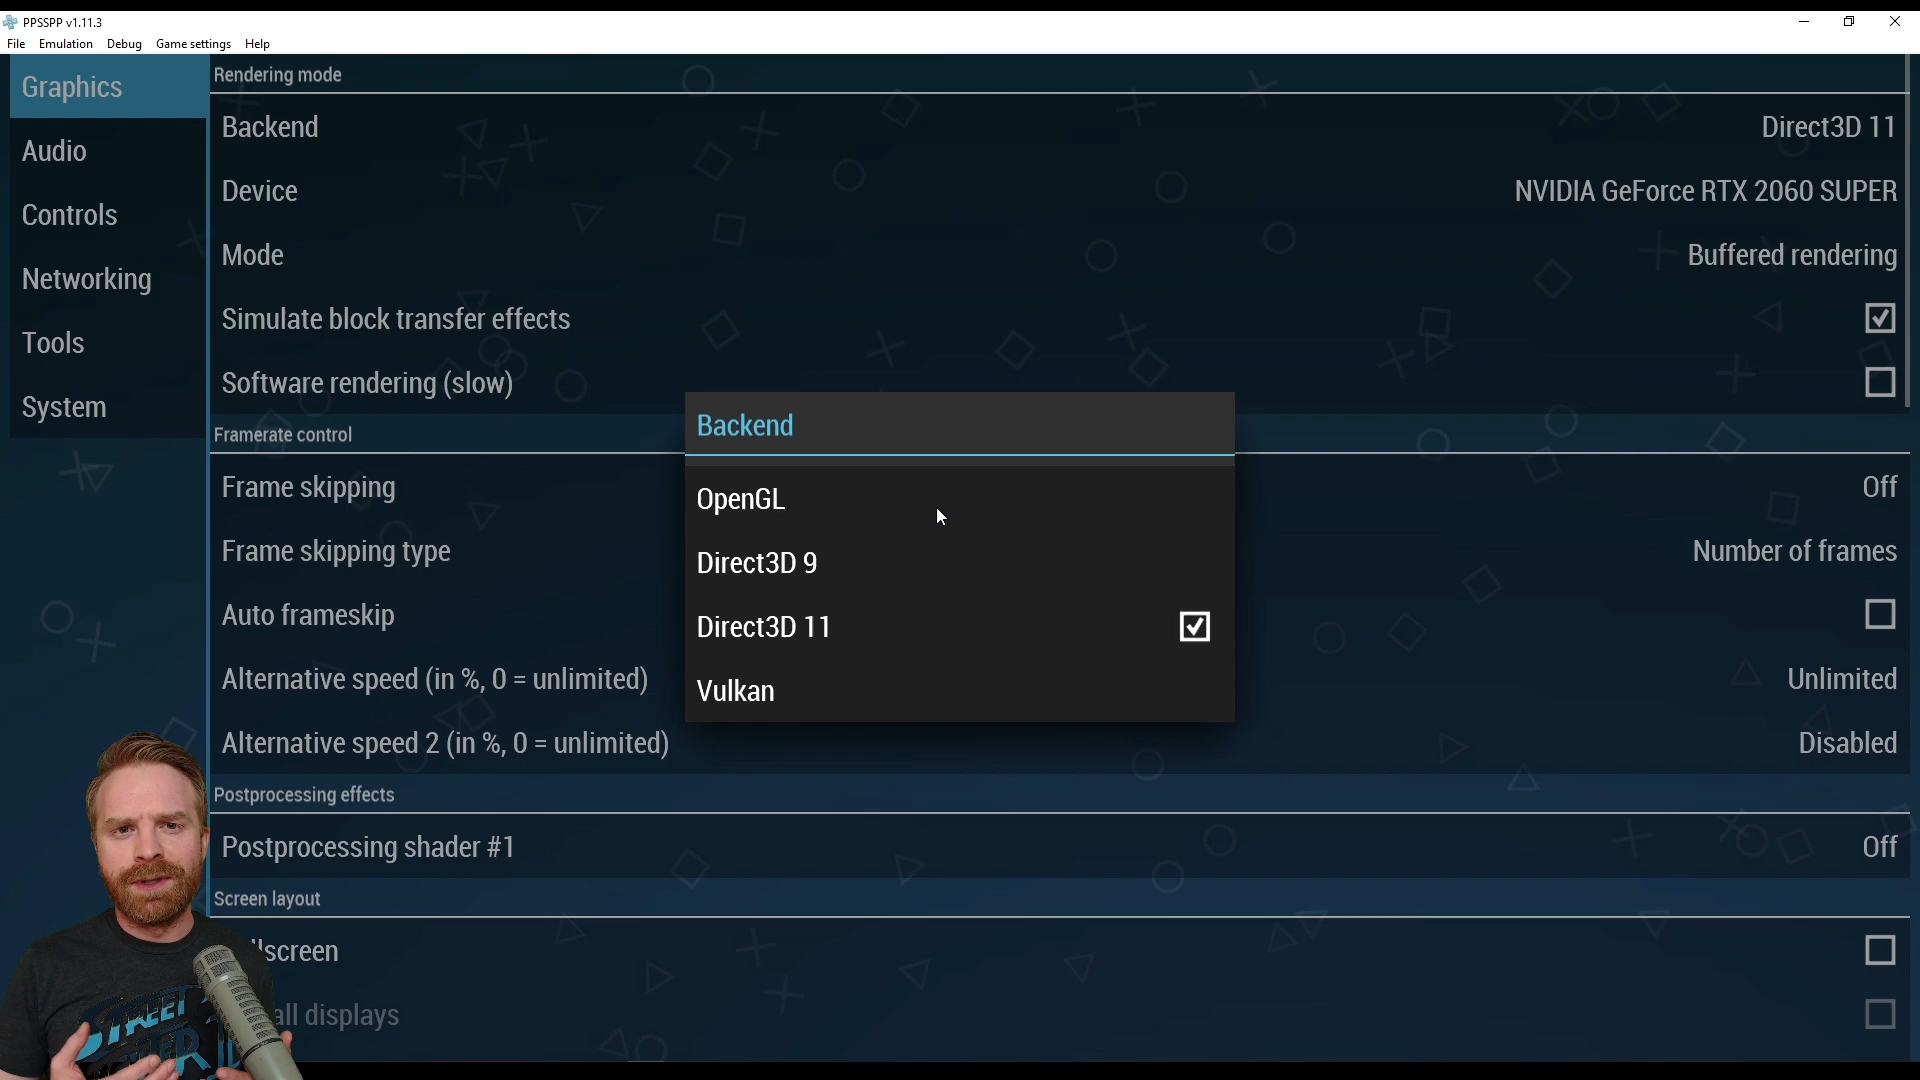 PPSSPP v1.11.3
File Emulation Debug Game settings Help
Graphics
Audio
Controls
Networking
Tools
System
Rendering mode
Backend Direct3D 11
Device NVIDIA GeForce RTX 2060 SUPER
Mode Buffered rendering
Simulate block transfer effects
Software rendering (slow)
Framerate control
Frame skipping Off
Frame skipping type Number of frames
Auto frameskip
Alternative speed (in %, 0 = unlimited) Unlimited
Alternative speed 2 (in %, 0 = unlimited) Disabled
Postprocessing effects
Postprocessing shader #1 Off
Screen layout
llscreen
all displays
Backend
OpenGL
Direct3D 9
Direct3D 11
Vulkan
STREET